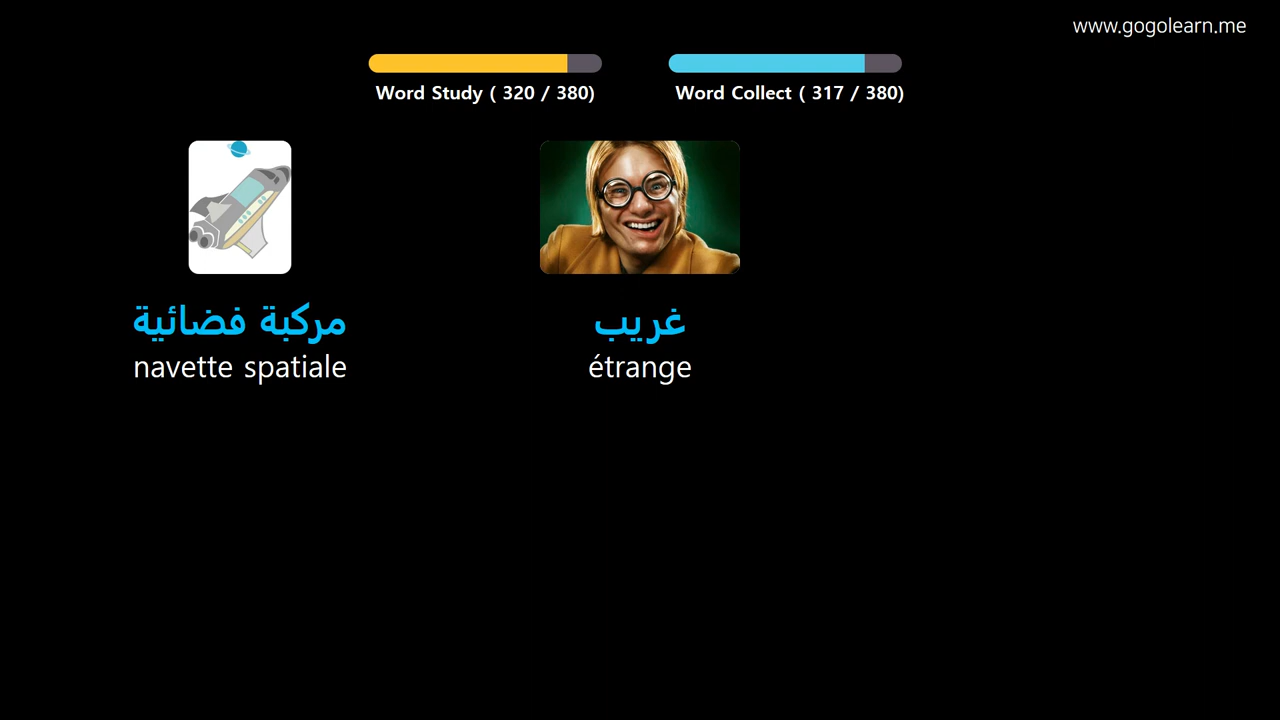 www.gogolearn.me
Word Study ( 320 / 380)
Word Collect ( 317 / 380)
مركبة فضائية
navette spatiale
غريب
étrange